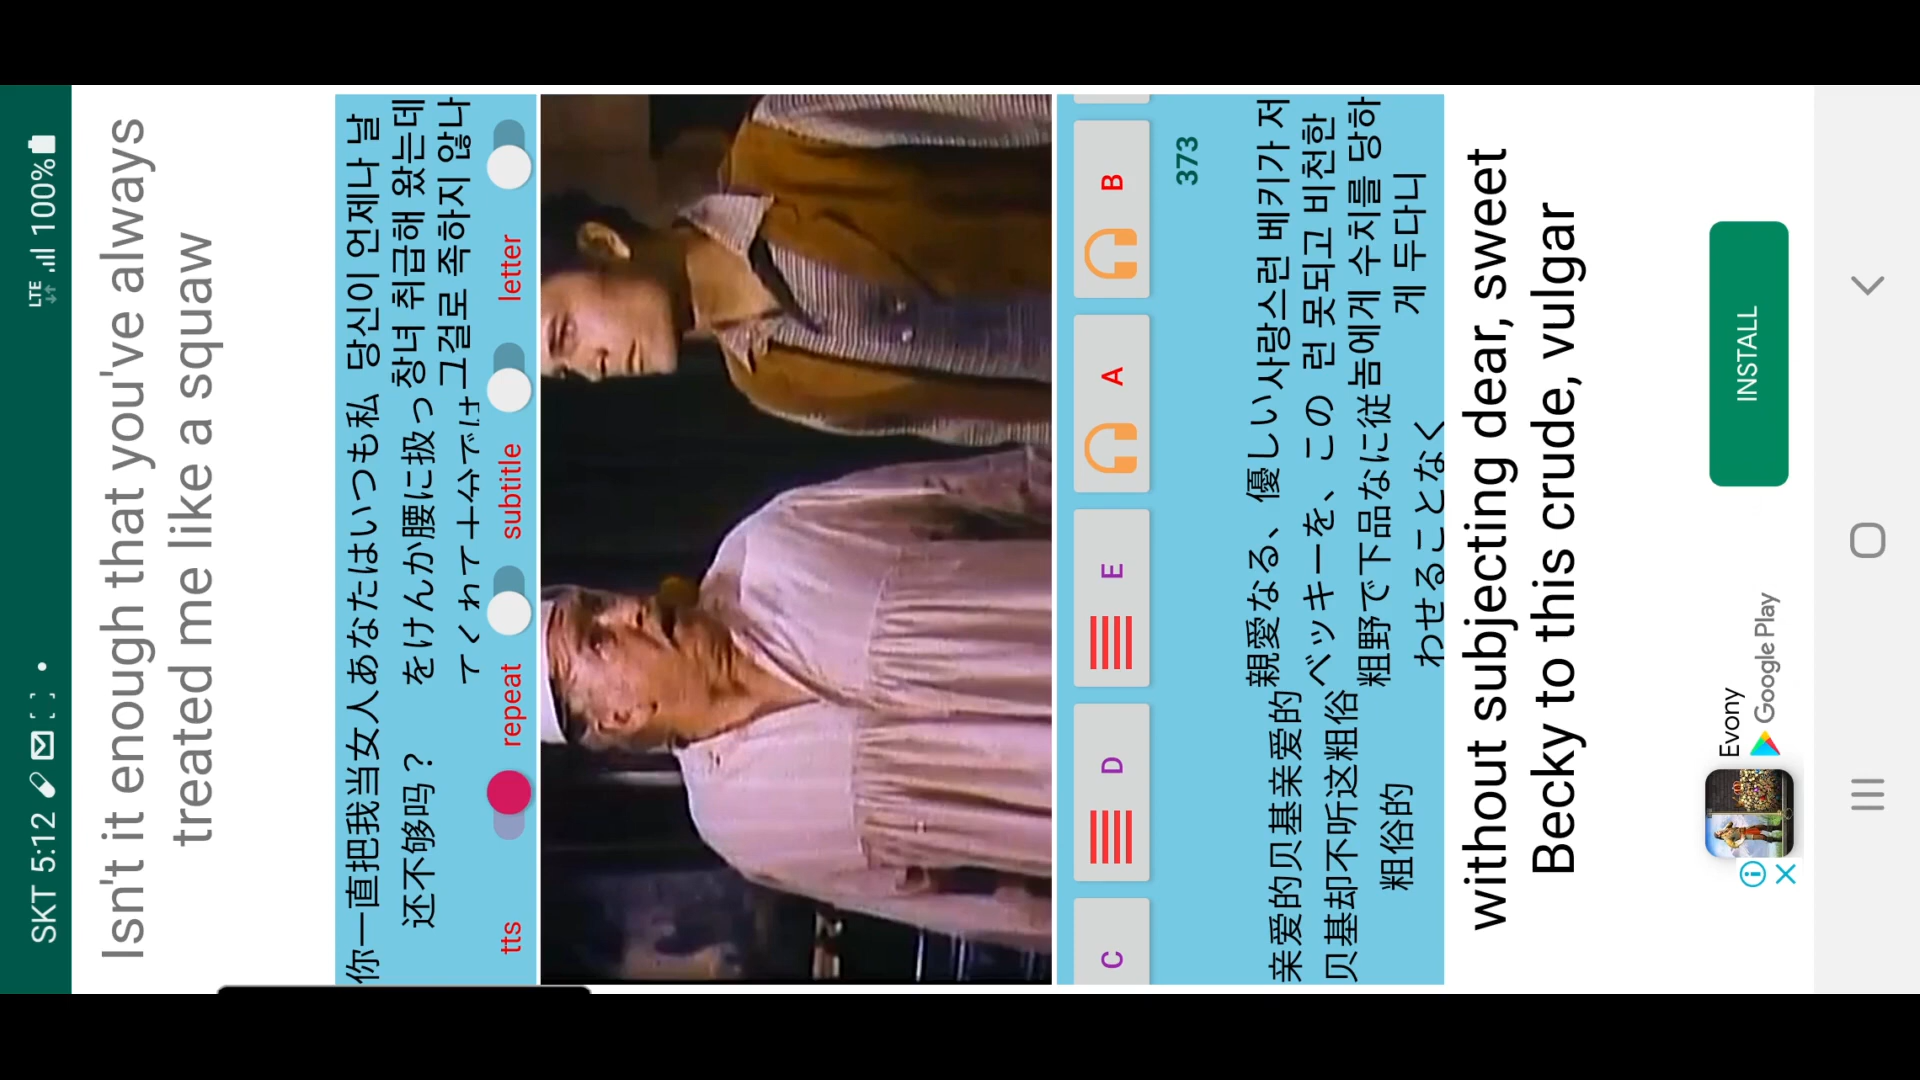 SKT 5:12
LTE 100%
Isn't it enough that you've always
treated me like a squaw
你一直把我当女人
还不够吗？
あなたはいつも私
をけんか腰に扱っ
てくれて十分では
당신이 언제나 날
창녀 취급해 왔는데
그걸로 족하지 않나
tts
repeat
subtitle
letter
C
D
E
A
B
373
亲爱的贝基亲爱的
贝基却不听这粗俗
粗俗的
親愛なる、優しい
ベッキーを、この
粗野で下品なに従
わせることなく
사랑스런 베키가 저
런 못되고 비천한
놈에게 수치를 당하
게 두다니
without subjecting dear, sweet
Becky to this crude, vulgar
Evony
Google Play
INSTALL